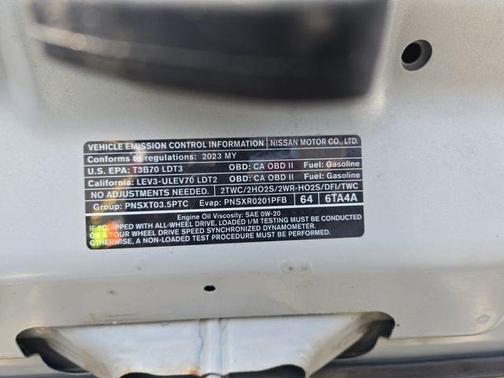 VEHICLE EMISSION CONTROL INFORMATION NISSAN MOTOR CO., LTD.
Conforms to regulations: 2023 MY
U.S. EPA: T3B70 LDT3 OBD: CA OBD II Fuel: Gasoline
California: LEV3-ULEV70 LDT2 OBD: CA OBD II Fuel: Gasoline
NO ADJUSTMENTS NEEDED. 2TWC/2HO2S/2WR-HO2S/DFI/TWC
Group: PNSXT03.5PTC Evap: PNSXR0201PFB 64 6TA4A
Engine Oil Viscosity: SAE 0W-20
IF EQUIPPED WITH ALL-WHEEL DRIVE, LOADED I/M TESTING MUST BE CONDUCTED
ON A FOUR WHEEL DRIVE SPEED SYNCHRONIZED DYNAMOMETER.
OTHERWISE, A NON-LOADED TEST PROCEDURE MUST BE USED.